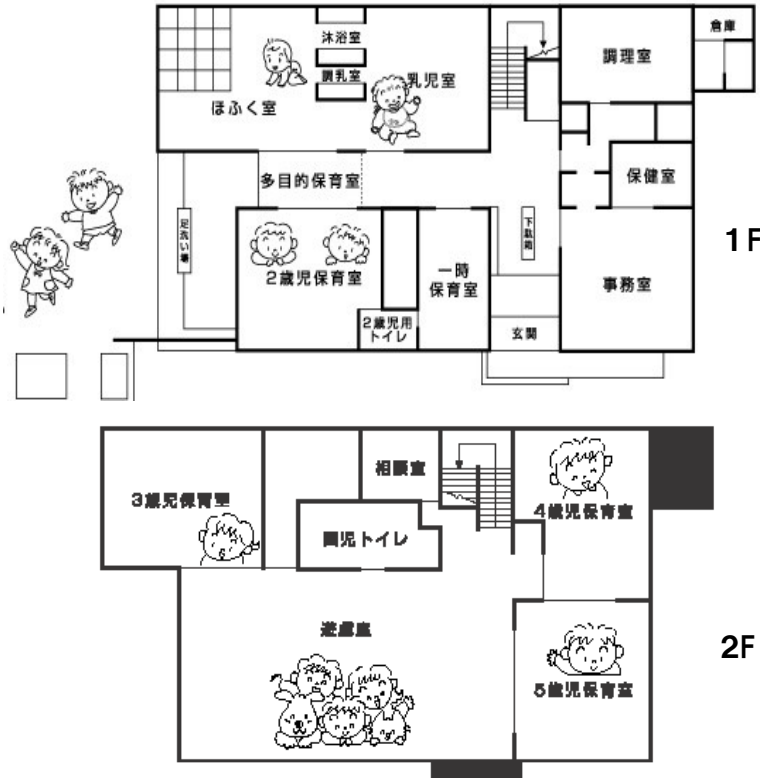 沐浴室
倉庫
調理室
調乳室
乳児室
ほふく室
多目的保育室
保健室
足洗い場
下駄箱
1F
2歳児保育室
一時
保育室
事務室
2歳児用
トイレ
玄関
相談室
3歳児保育室
4歳児保育室
園児トイレ
遊戯室
2F
5歳児保育室